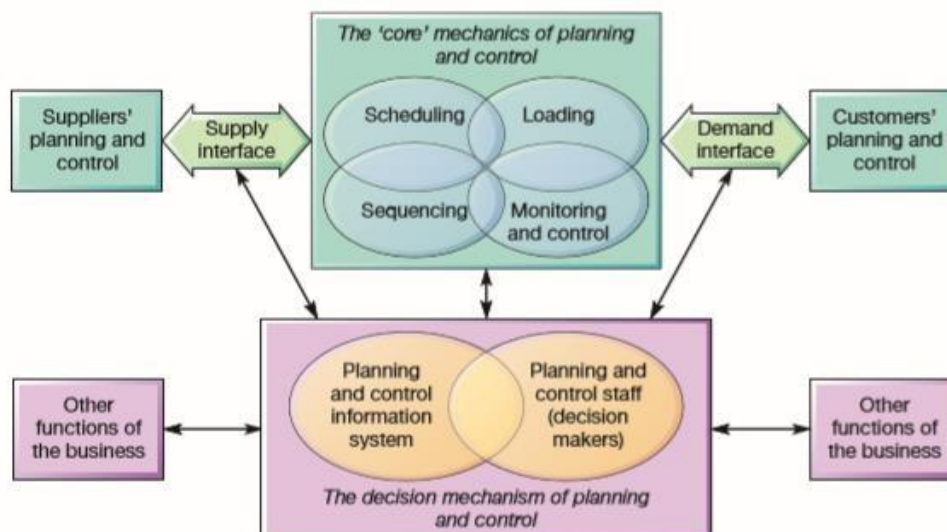 The 'core' mechanics of planning
and control
Suppliers'
planning and
control
Supply
interface
Scheduling
Loading
Sequencing
Monitoring
and control
Demand
interface
Customers'
planning and
control
Other
functions of
the business
Planning
and control
information
system
Planning and
control staff
(decision
makers)
Other
functions of
the business
The decision mechanism of planning
and control